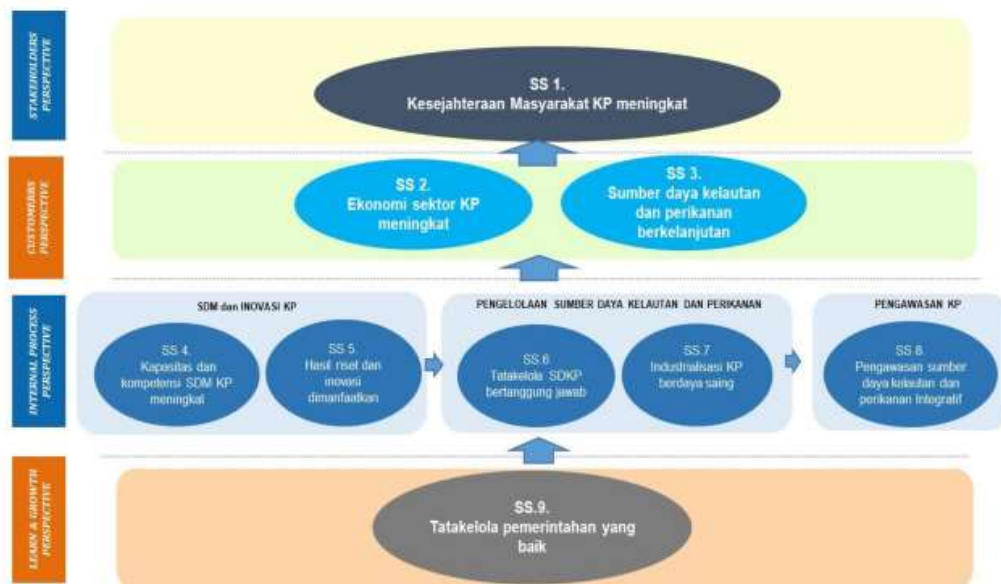 STAKEHOLDERS
PERSPECTIVE
SS 1.
Kesejahteraan Masyarakat KP meningkat
CUSTOMERRS
PERSPECTIVE
SS 2.
Ekonomi sektor KP
meningkat
SS 3.
Sumber daya kelautan
dan perikanan
berkelanjutan
INTERNAL PROCESS
PERSPECTIVE
SDM dan INOVASI KP
SS 4.
Kapasitas dan
kompetensi SDM KP
meningkat
SS 5.
Hasil riset dan
inovasi
dimanfaatkan
PENGELOLAAN SUMBER DAYA KELAUTAN DAN PERIKANAN
SS 6
Tatakelola SDKP
bertanggung jawab
SS.7
Industrialisasi KP
berdaya saing
PENGAWASAN KP
SS 8.
Pengawasan sumber
daya kelautan dan
perikanan Integratif
LEARN & GROWTH
PERSPECTIVE
SS.9.
Tatakelola pemerintahan yang
baik